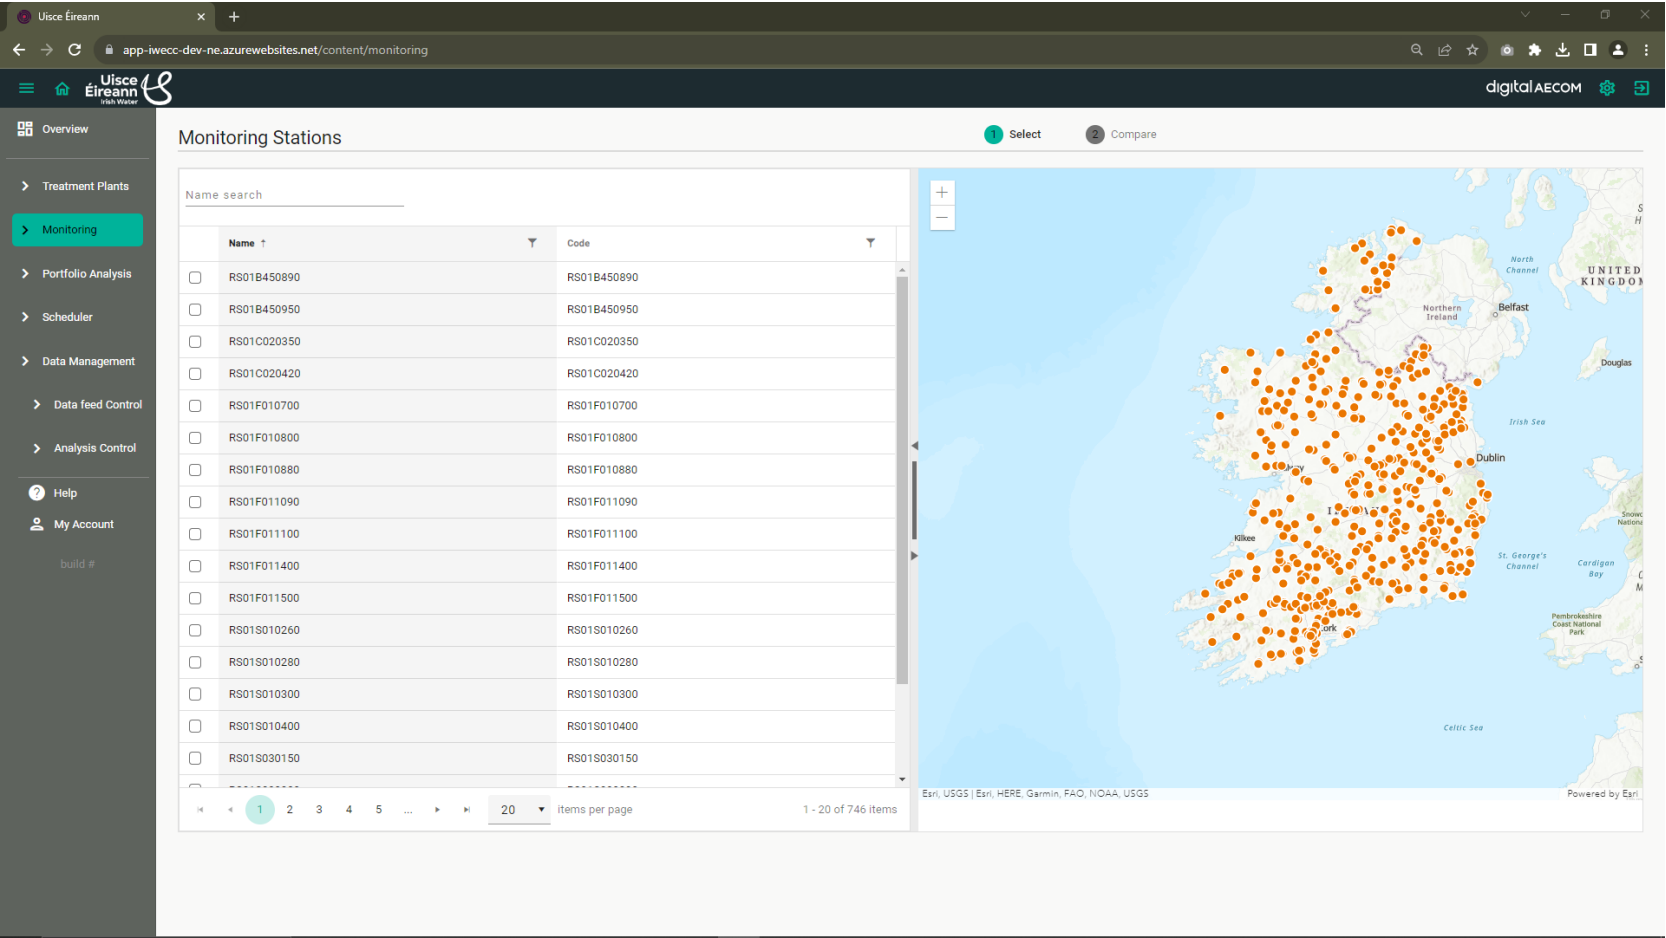 Uisce Éireann
app-iwecc-dev-ne.azurewebsites.net/content/monitoring
Uisce
Éireann
Irish Water
digital AECOM
Overview
Treatment Plants
Monitoring
Portfolio Analysis
Scheduler
Data Management
Data feed Control
Analysis Control
? Help
My Account
build #
Monitoring Stations
1 Select
2 Compare
Name search
Name ↑ Code
RS01B450890 RS01B450890
RS01B450950 RS01B450950
RS01C020350 RS01C020350
RS01C020420 RS01C020420
RS01F010700 RS01F010700
RS01F010800 RS01F010800
RS01F010880 RS01F010880
RS01F011090 RS01F011090
RS01F011100 RS01F011100
RS01F011400 RS01F011400
RS01F011500 RS01F011500
RS01S010260 RS01S010260
RS01S010280 RS01S010280
RS01S010300 RS01S010300
RS01S010400 RS01S010400
RS01S030150 RS01S030150
1 2 3 4 5 ... 20 items per page 1 - 20 of 746 items
North
Channel
UNITED
KINGDOM
Northern
Ireland
Belfast
Douglas
Irish Sea
Dublin
Kilkee
St. George's
Channel
Cardigan
Bay
Pembrokeshire
Coast National
Park
Celtic Sea
Esri, USGS | Esri, HERE, Garmin, FAO, NOAA, USGS
Powered by Esri